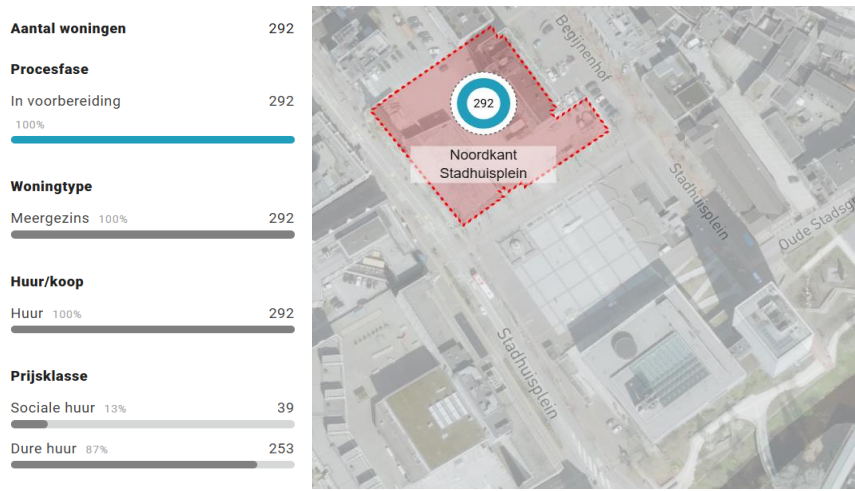 Aantal woningen 292
Procesfase
In voorbereiding 292
100%
Woningtype
Meergezins 100% 292
Huur/koop
Huur 100% 292
Prijsklasse
Sociale huur 13% 39
Dure huur 87% 253
Begijnenhof
292
Noordkant
Stadhuisplein
Stadhuisplein
Oude Stadsgr
Stadhuisplein